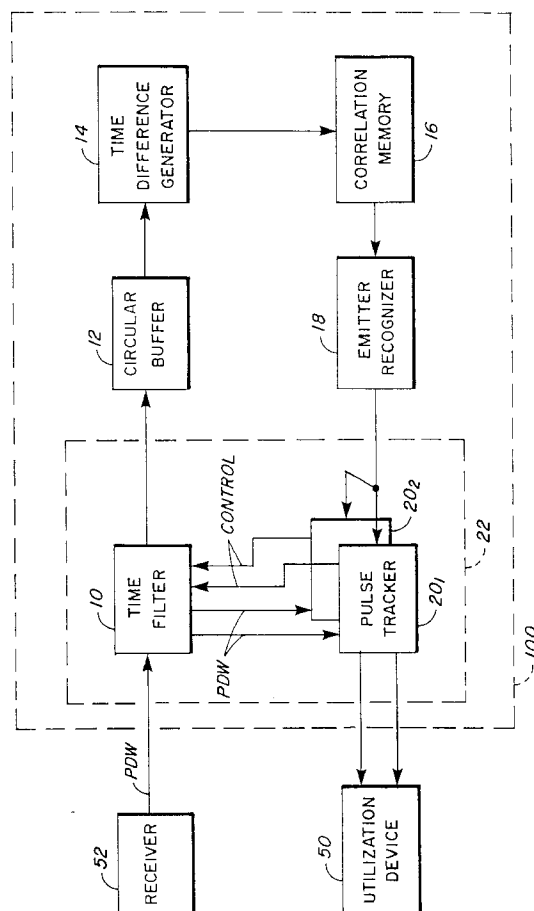 52
RECEIVER
PDW
10
TIME
FILTER
12
CIRCULAR
BUFFER
14
TIME
DIFFERENCE
GENERATOR
PDW
CONTROL
50
UTILIZATION
DEVICE
PULSE
TRACKER
20₁
20₂
18
EMITTER
RECOGNIZER
CORRELATION
MEMORY
16
22
100